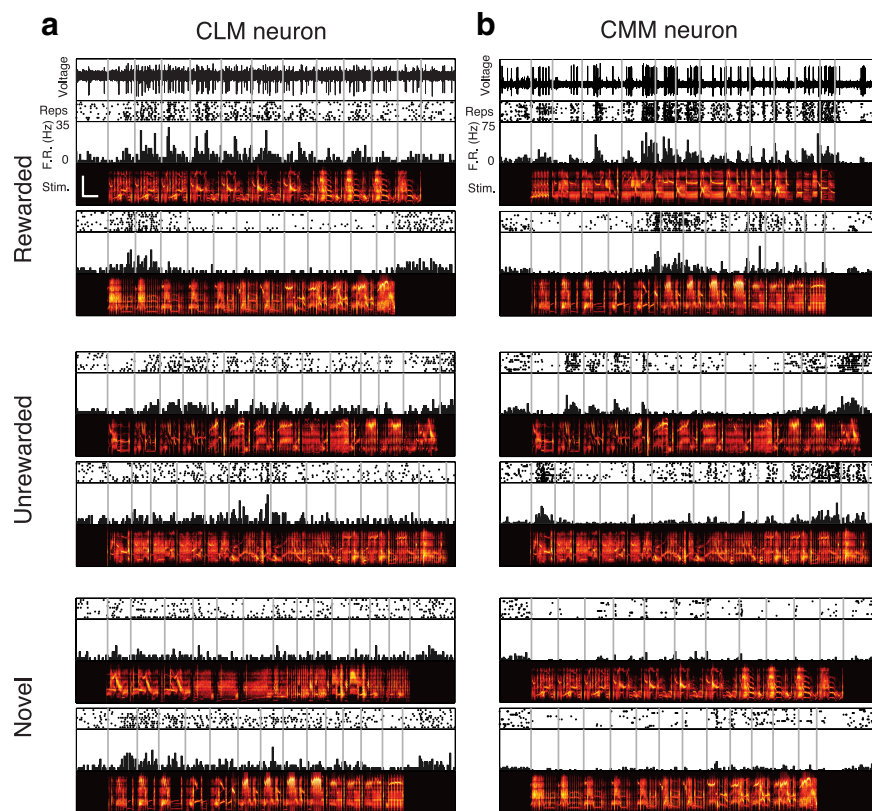 a
CLM neuron
b
CMM neuron
Rewarded
Voltage
Reps
F.R. (Hz)
35
0
Stim.
Voltage
Reps
F.R. (Hz)
75
0
Stim.
Unrewarded
Novel